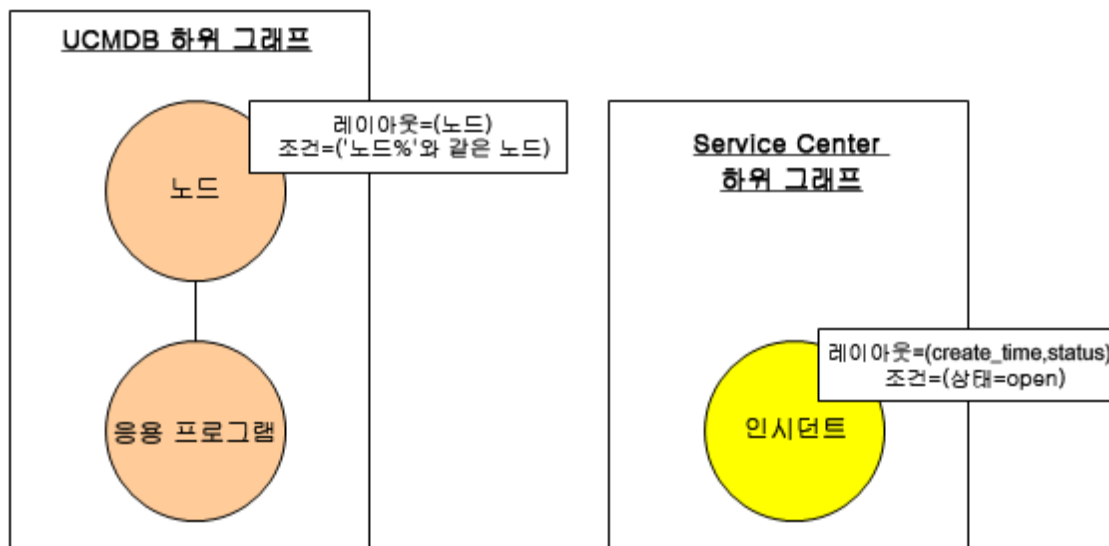 UCMDB 하위 그래프
레이아웃=(노드)
조건=('노드%'와 같은 노드)
노드
응용 프로그램
Service Center
하위 그래프
레이아웃=(create_time,status)
조건=(상태=open)
인시던트